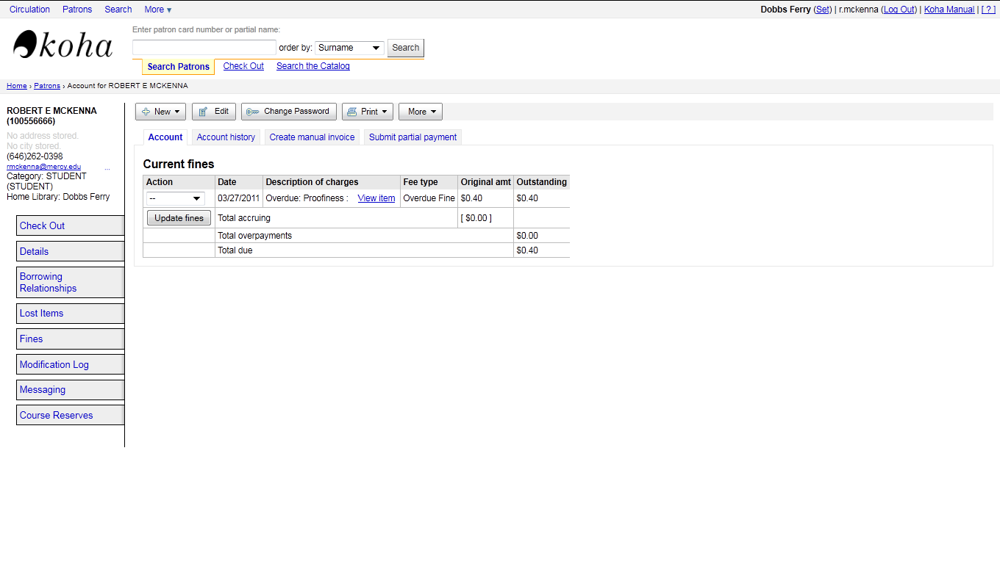 Circulation Patrons Search More ▼ Dobbs Ferry (Set) | r.mckenna (Log Out) | Koha Manual | [ ? ]
koha
Enter patron card number or partial name:
order by: Surname Search
Search Patrons Check Out Search the Catalog
Home › Patrons › Account for ROBERT E MCKENNA
ROBERT E MCKENNA
(100556666)
No address stored.
No city stored.
(646)262-0398
rmckenna@mercy.edu ...
Category: STUDENT
(STUDENT)
Home Library: Dobbs Ferry
Check Out
Details
Borrowing
Relationships
Lost Items
Fines
Modification Log
Messaging
Course Reserves
New Edit Change Password Print More
Account Account history Create manual invoice Submit partial payment
Current fines
Action Date Description of charges Fee type Original amt Outstanding
-- 03/27/2011 Overdue: Proofiness : View item Overdue Fine $0.40 $0.40
Update fines Total accruing [ $0.00 ]
Total overpayments $0.00
Total due $0.40